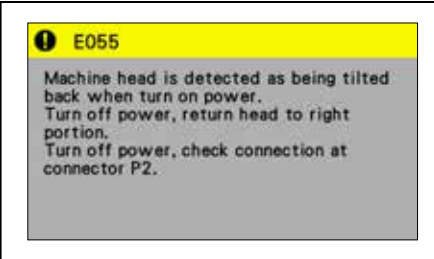 E055
Machine head is detected as being tilted
back when turn on power.
Turn off power, return head to right
portion.
Turn off power, check connection at
connector P2.